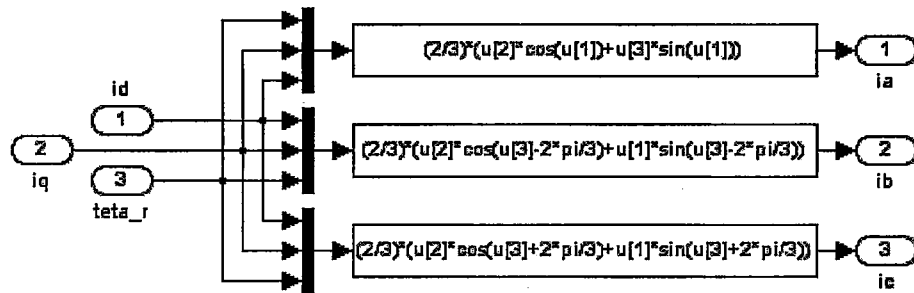 (2/3)*(u[2]*cos(u[1])+u[3]*sin(u[1]))
1
ia
id
1
2
iq
(2/3)*(u[2]*cos(u[3]-2*pi/3)+u[1]*sin(u[3]-2*pi/3))
2
ib
3
teta_r
(2/3)*(u[2]*cos(u[3]+2*pi/3)+u[1]*sin(u[3]+2*pi/3))
3
ic